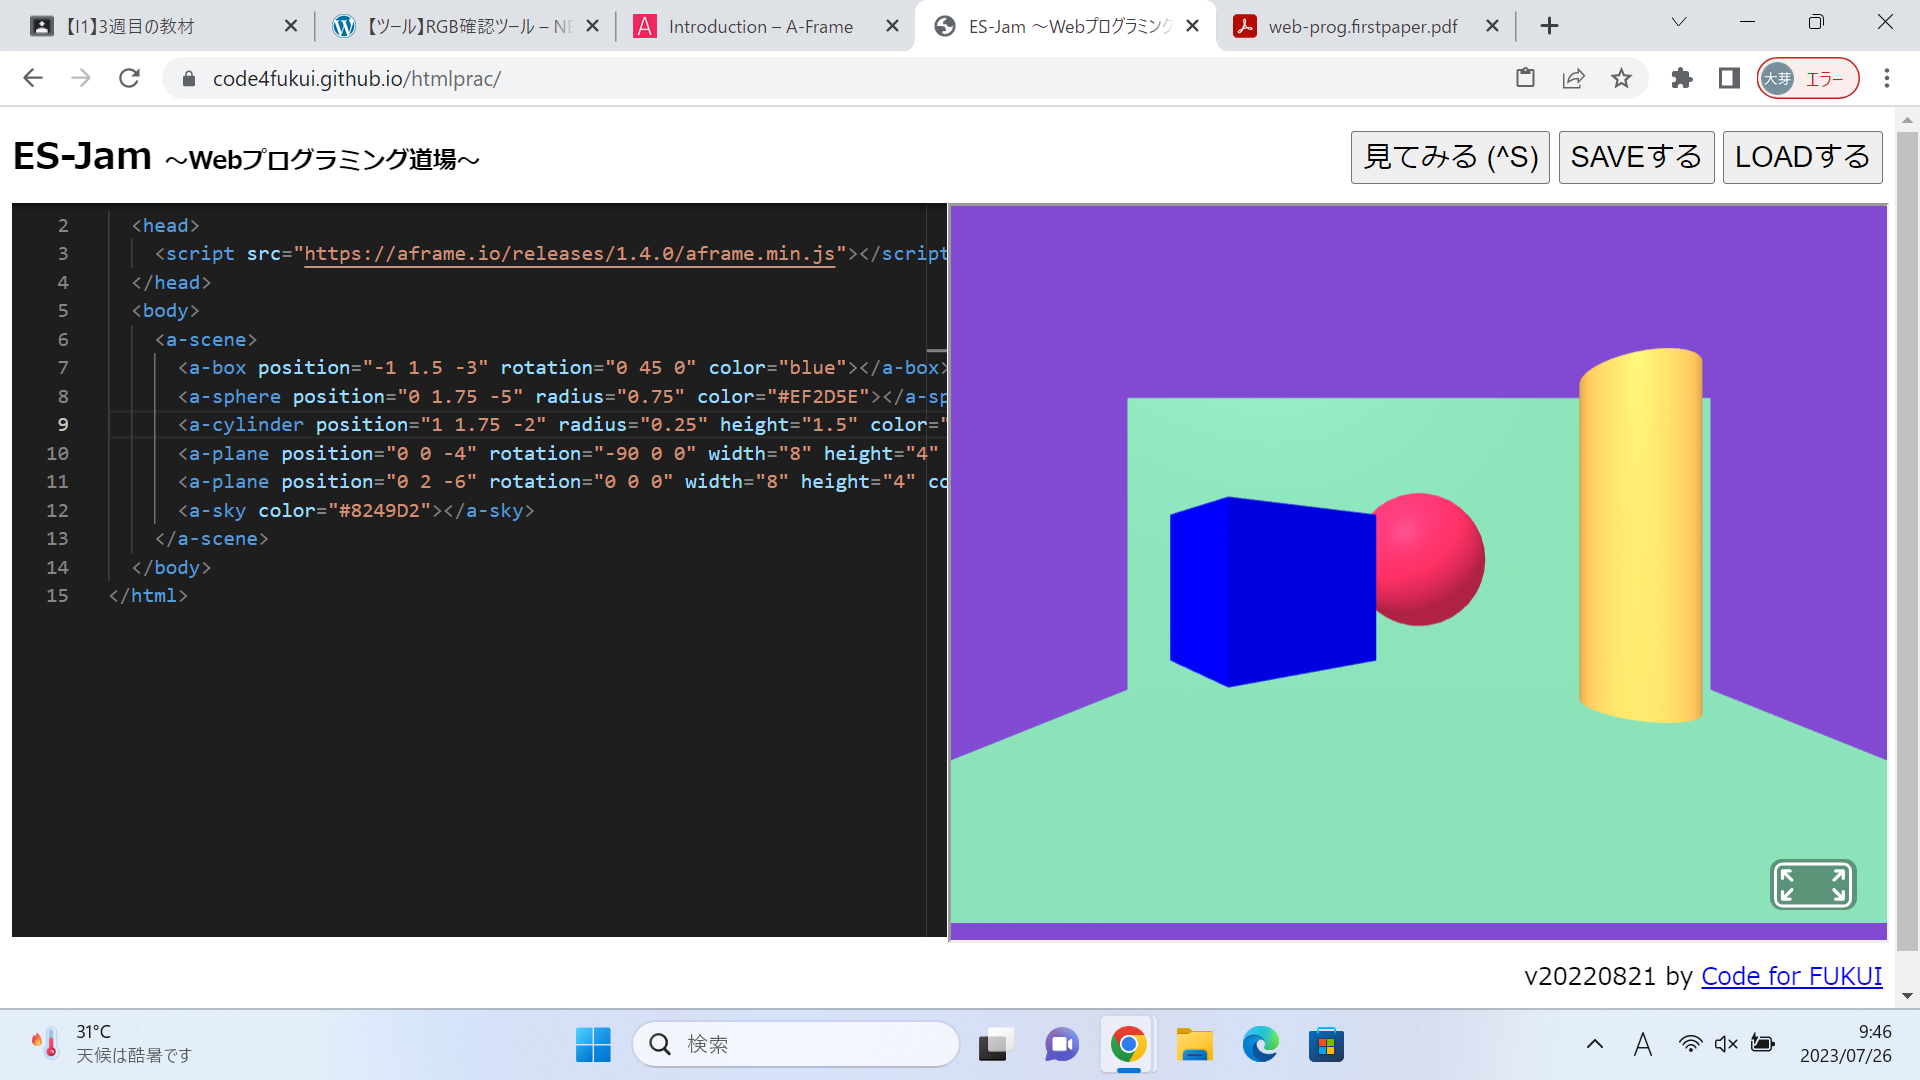 【I1】3週目の教材
【ツール】RGB確認ツール – NE
Introduction – A-Frame
ES-Jam ～Webプログラミング
web-prog.firstpaper.pdf
code4fukui.github.io/htmlprac/
大芽 エラー
ES-Jam ～Webプログラミング道場～
見てみる (^S)
SAVEする
LOADする
2 <head>
3 <script src="https://aframe.io/releases/1.4.0/aframe.min.js"></script
4 </head>
5 <body>
6 <a-scene>
7 <a-box position="-1 1.5 -3" rotation="0 45 0" color="blue"></a-box>
8 <a-sphere position="0 1.75 -5" radius="0.75" color="#EF2D5E"></a-sp
9 <a-cylinder position="1 1.75 -2" radius="0.25" height="1.5" color="
10 <a-plane position="0 0 -4" rotation="-90 0 0" width="8" height="4"
11 <a-plane position="0 2 -6" rotation="0 0 0" width="8" height="4" co
12 <a-sky color="#8249D2"></a-sky>
13 </a-scene>
14 </body>
15 </html>
v20220821 by Code for FUKUI
31°C
天候は酷暑です
検索
A
9:46
2023/07/26